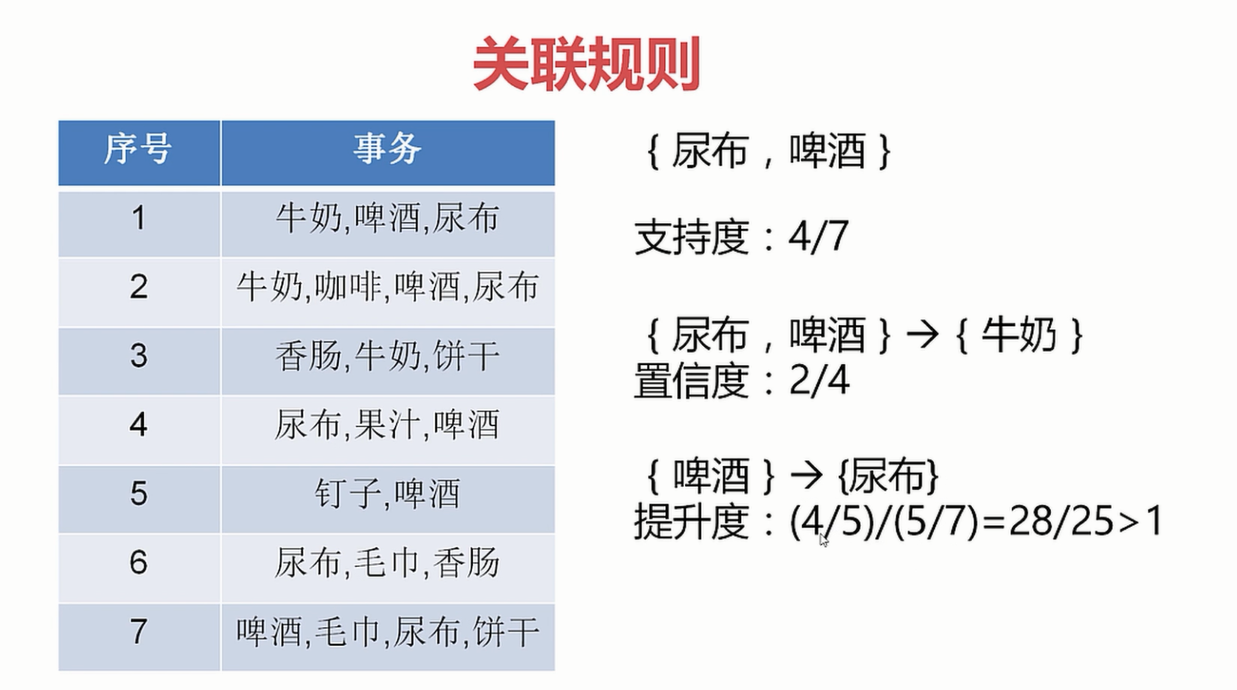 关联规则
序号 事务
1 牛奶,啤酒,尿布
2 牛奶,咖啡,啤酒,尿布
3 香肠,牛奶,饼干
4 尿布,果汁,啤酒
5 钉子,啤酒
6 尿布,毛巾,香肠
7 啤酒,毛巾,尿布,饼干
{ 尿布，啤酒 }
支持度：4/7
{ 尿布，啤酒 } → { 牛奶 }
置信度：2/4
{ 啤酒 } → {尿布}
提升度：(4/5)/(5/7)=28/25>1